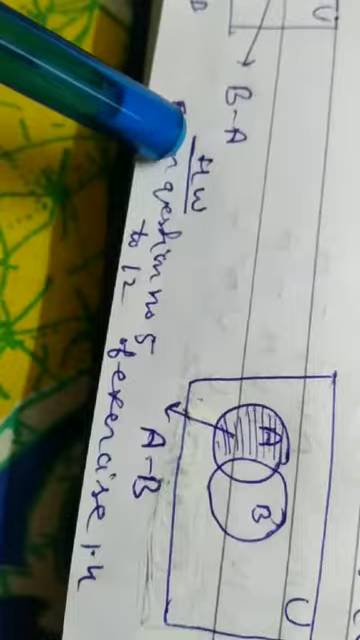 U
B-A
A
B
U
A-B
HW
question no 5
to 12 of exercise 1.4